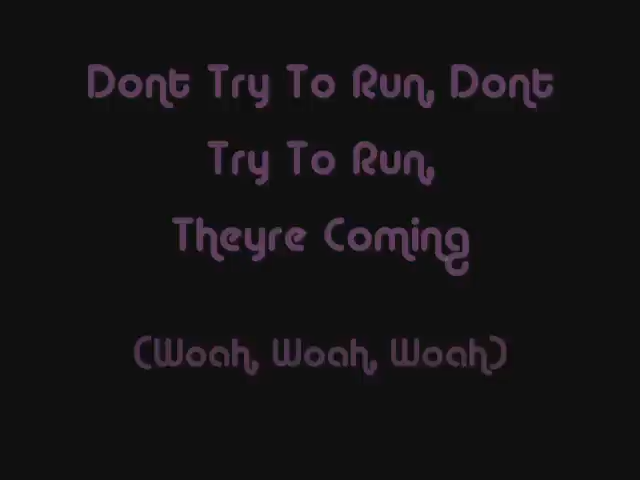 Dont Try To Run, Dont
Try To Run,
Theyre Coming
(Woah, Woah, Woah)